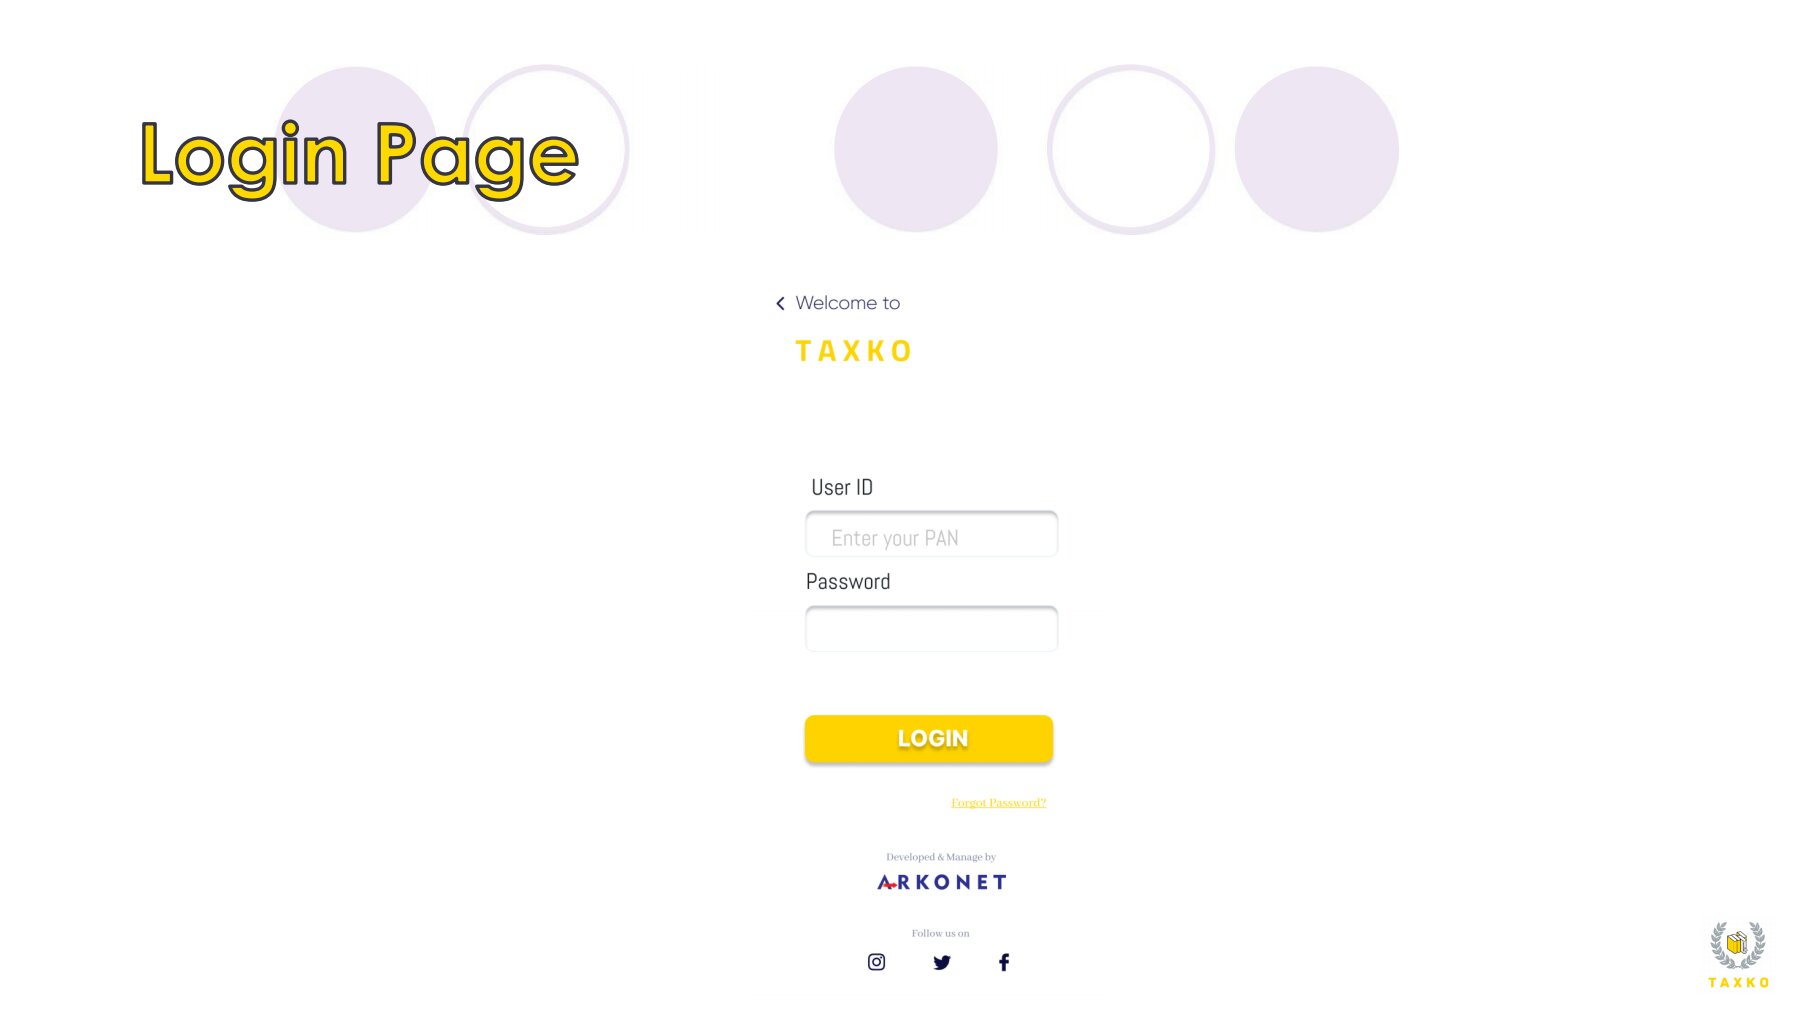 Login Page
Welcome to
TAXKO
User ID
Enter your PAN
Password
LOGIN
Forgot Password?
Developed & Manage by
ARKONET
Follow us on
TAXKO